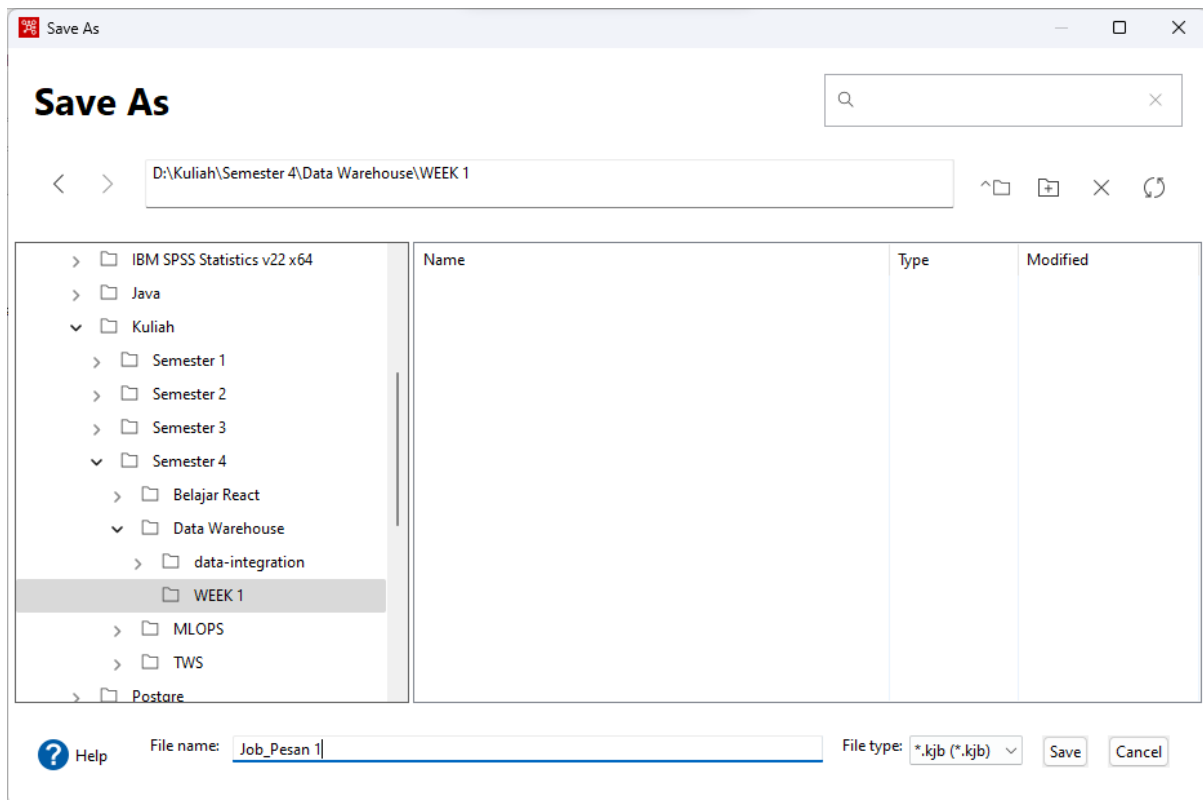 Save As
Save As
D:\Kuliah\Semester 4\Data Warehouse\WEEK 1
IBM SPSS Statistics v22 x64
Java
Kuliah
Semester 1
Semester 2
Semester 3
Semester 4
Belajar React
Data Warehouse
data-integration
WEEK 1
MLOPS
TWS
Postgre
Name Type Modified
Help
File name: Job_Pesan 1
File type: *.kjb (*.kjb)
Save
Cancel